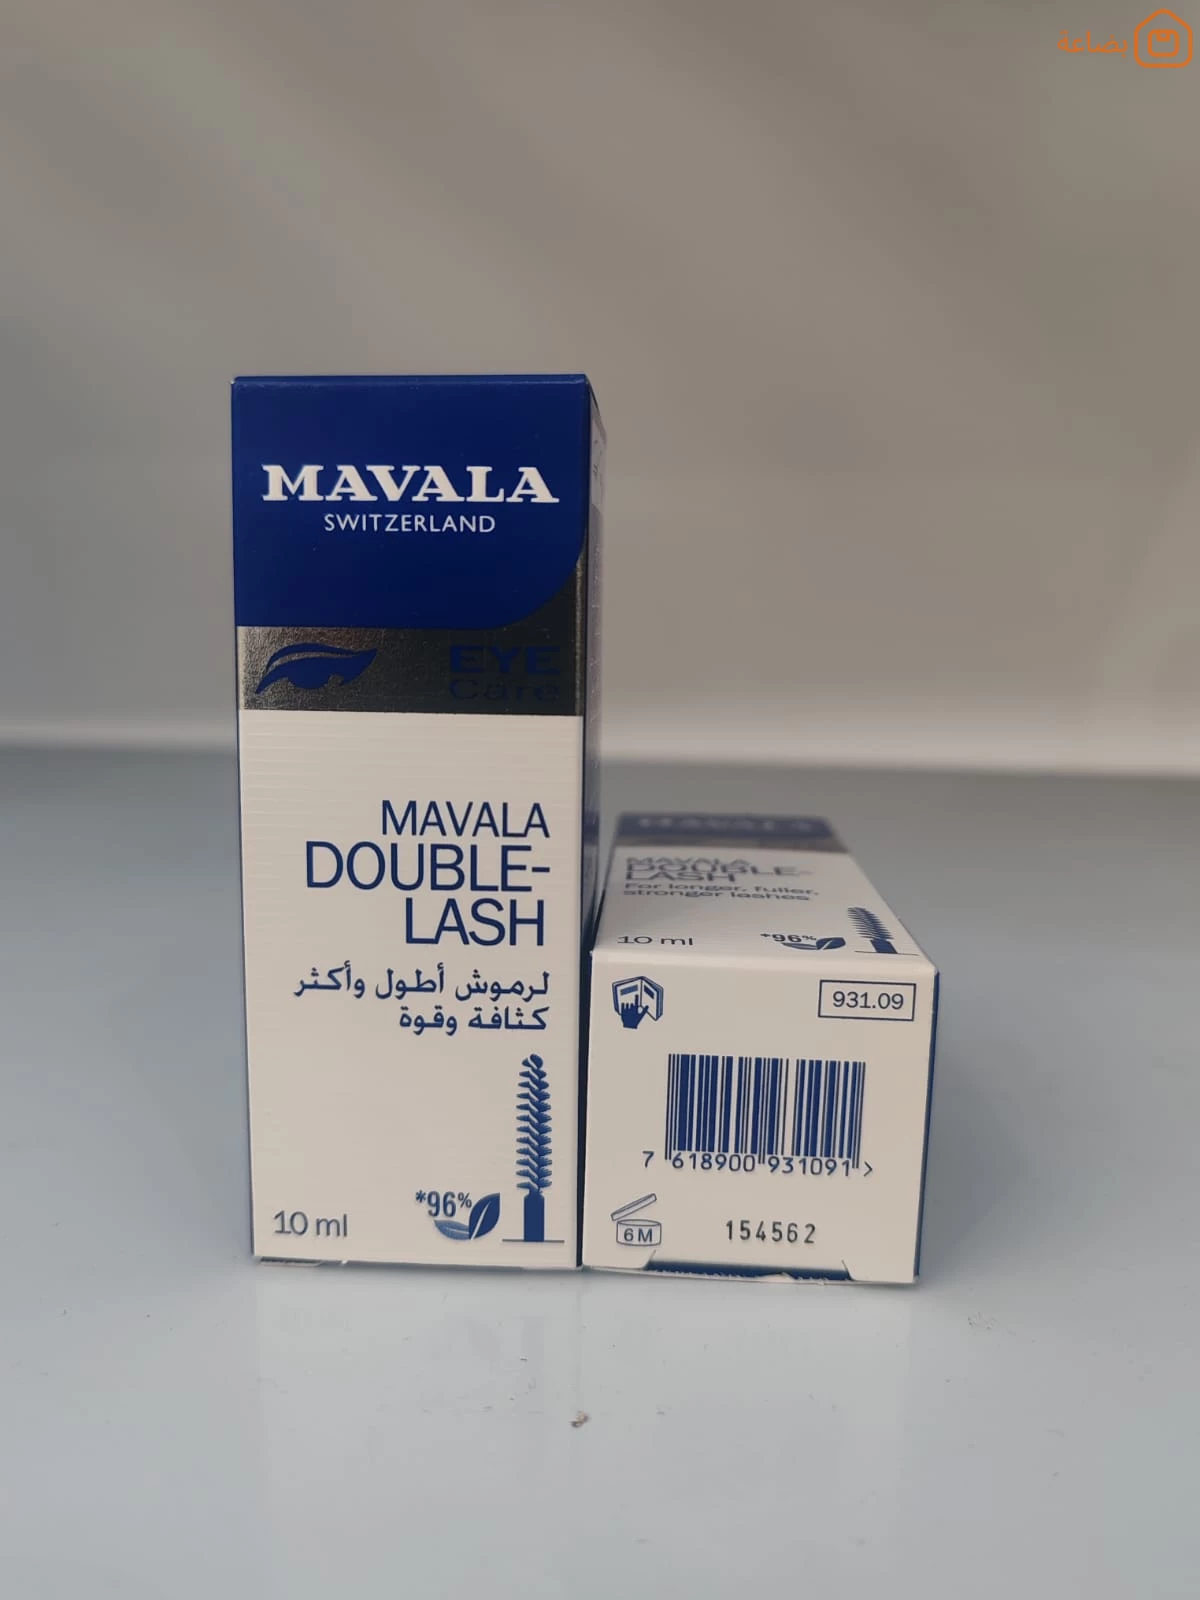 بضاعة
MAVALA
SWITZERLAND
EYE
Care
MAVALA
DOUBLE-
LASH
لرموش أطول وأكثر
كثافة وقوة
*96%
10 ml
MAVALA
MAVALA
DOUBLE-
LASH
For longer, fuller,
stronger lashes
10 ml
*96%
931.09
7 618900 931091 >
6M
154562